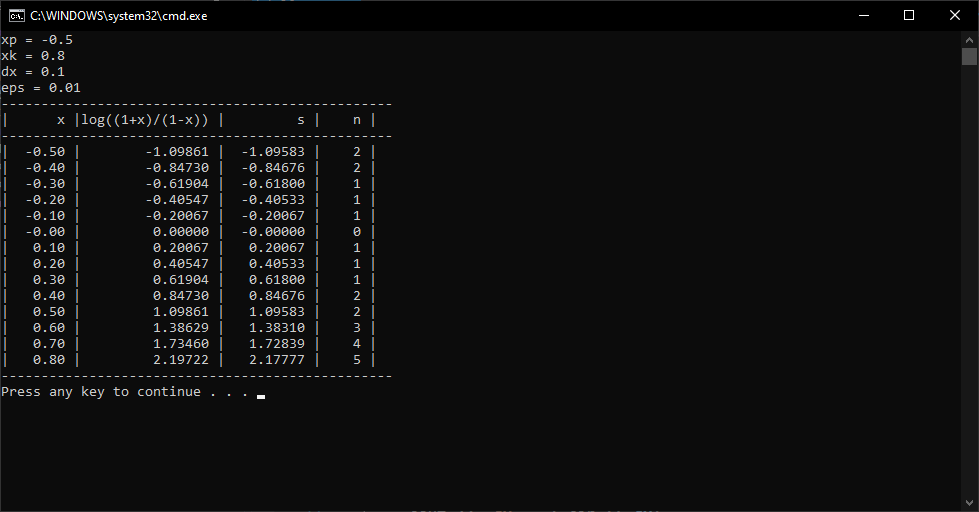 C:\WINDOWS\system32\cmd.exe
xp = -0.5
xk = 0.8
dx = 0.1
eps = 0.01
-------------------------------------------------
|      x |log((1+x)/(1-x)) |         s |    n |
-------------------------------------------------
|  -0.50 |        -1.09861 |  -1.09583 |    2 |
|  -0.40 |        -0.84730 |  -0.84676 |    2 |
|  -0.30 |        -0.61904 |  -0.61800 |    1 |
|  -0.20 |        -0.40547 |  -0.40533 |    1 |
|  -0.10 |        -0.20067 |  -0.20067 |    1 |
|  -0.00 |         0.00000 |  -0.00000 |    0 |
|   0.10 |         0.20067 |   0.20067 |    1 |
|   0.20 |         0.40547 |   0.40533 |    1 |
|   0.30 |         0.61904 |   0.61800 |    1 |
|   0.40 |         0.84730 |   0.84676 |    2 |
|   0.50 |         1.09861 |   1.09583 |    2 |
|   0.60 |         1.38629 |   1.38310 |    3 |
|   0.70 |         1.73460 |   1.72839 |    4 |
|   0.80 |         2.19722 |   2.17777 |    5 |
-------------------------------------------------
Press any key to continue . . .